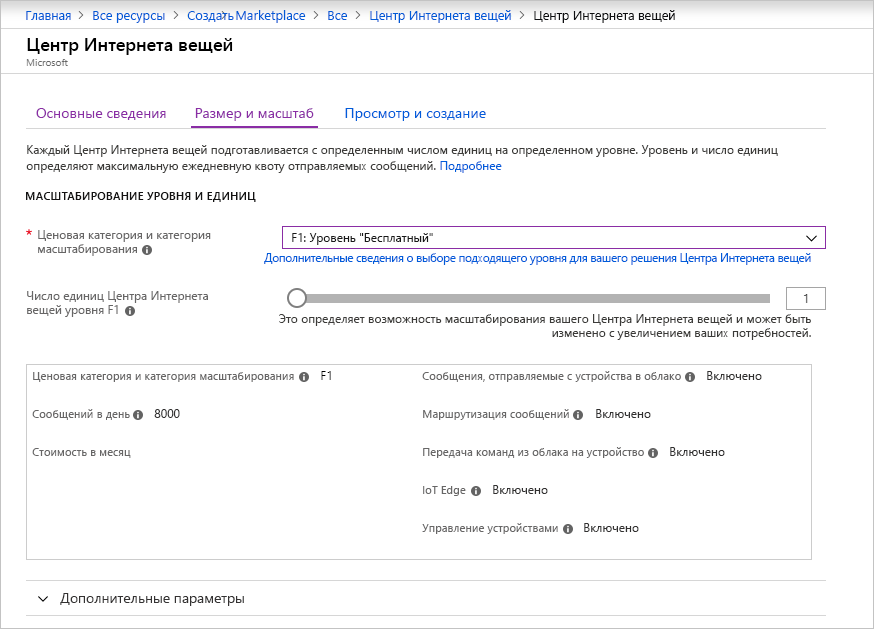 Главная > Все ресурсы > Создать Marketplace > Все > Центр Интернета вещей > Центр Интернета вещей
Центр Интернета вещей
Microsoft
Основные сведения Размер и масштаб Просмотр и создание
Каждый Центр Интернета вещей подготавливается с определенным числом единиц на определенном уровне. Уровень и число единиц
определяют максимальную ежедневную квоту отправляемых сообщений. Подробнее
МАСШТАБИРОВАНИЕ УРОВНЯ И ЕДИНИЦ
* Ценовая категория и категория
масштабирования
F1: Уровень "Бесплатный"
Дополнительные сведения о выборе подходящего уровня для вашего решения Центра Интернета вещей
Число единиц Центра Интернета
вещей уровня F1
1
Это определяет возможность масштабирования вашего Центра Интернета вещей и может быть
изменено с увеличением ваших потребностей.
Ценовая категория и категория масштабирования F1
Сообщений в день 8000
Стоимость в месяц
Сообщения, отправляемые с устройства в облако Включено
Маршрутизация сообщений Включено
Передача команд из облака на устройство Включено
IoT Edge Включено
Управление устройствами Включено
Дополнительные параметры